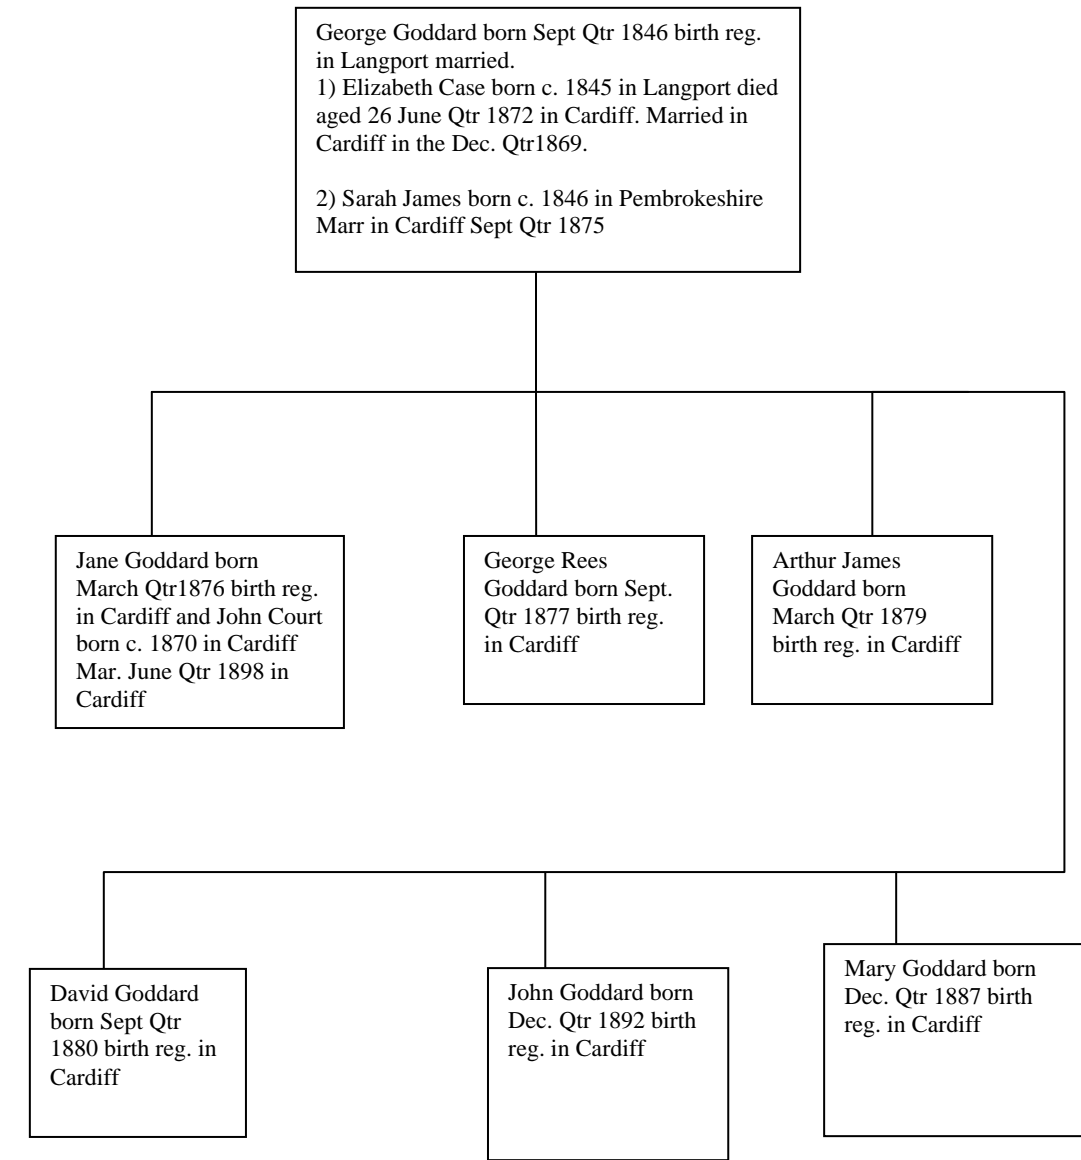 George Goddard born Sept Qtr 1846 birth reg.
in Langport married.
1) Elizabeth Case born c. 1845 in Langport died
aged 26 June Qtr 1872 in Cardiff. Married in
Cardiff in the Dec. Qtr1869.
2) Sarah James born c. 1846 in Pembrokeshire
Marr in Cardiff Sept Qtr 1875
Jane Goddard born
March Qtr1876 birth reg.
in Cardiff and John Court
born c. 1870 in Cardiff
Mar. June Qtr 1898 in
Cardiff
George Rees
Goddard born Sept.
Qtr 1877 birth reg.
in Cardiff
Arthur James
Goddard born
March Qtr 1879
birth reg. in Cardiff
David Goddard
born Sept Qtr
1880 birth reg. in
Cardiff
John Goddard born
Dec. Qtr 1892 birth
reg. in Cardiff
Mary Goddard born
Dec. Qtr 1887 birth
reg. in Cardiff